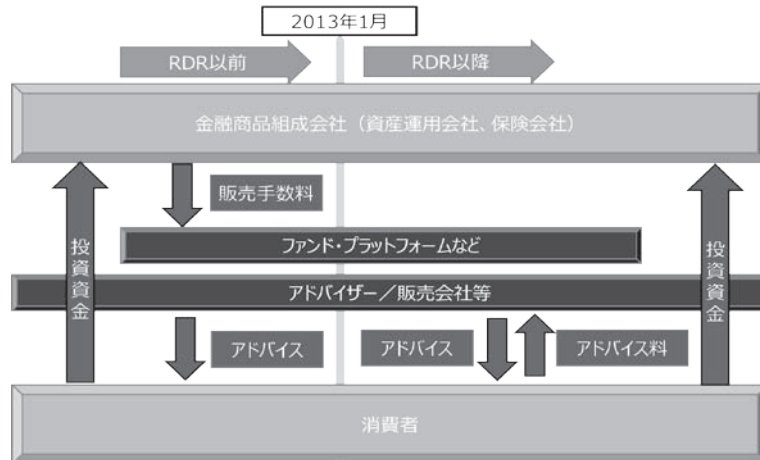 2013年1月
RDR以前
RDR以降
金融商品組成会社（資産運用会社、保険会社）
販売手数料
投資資金
投資資金
ファンド・プラットフォームなど
アドバイザー／販売会社等
アドバイス
アドバイス
アドバイス料
消費者